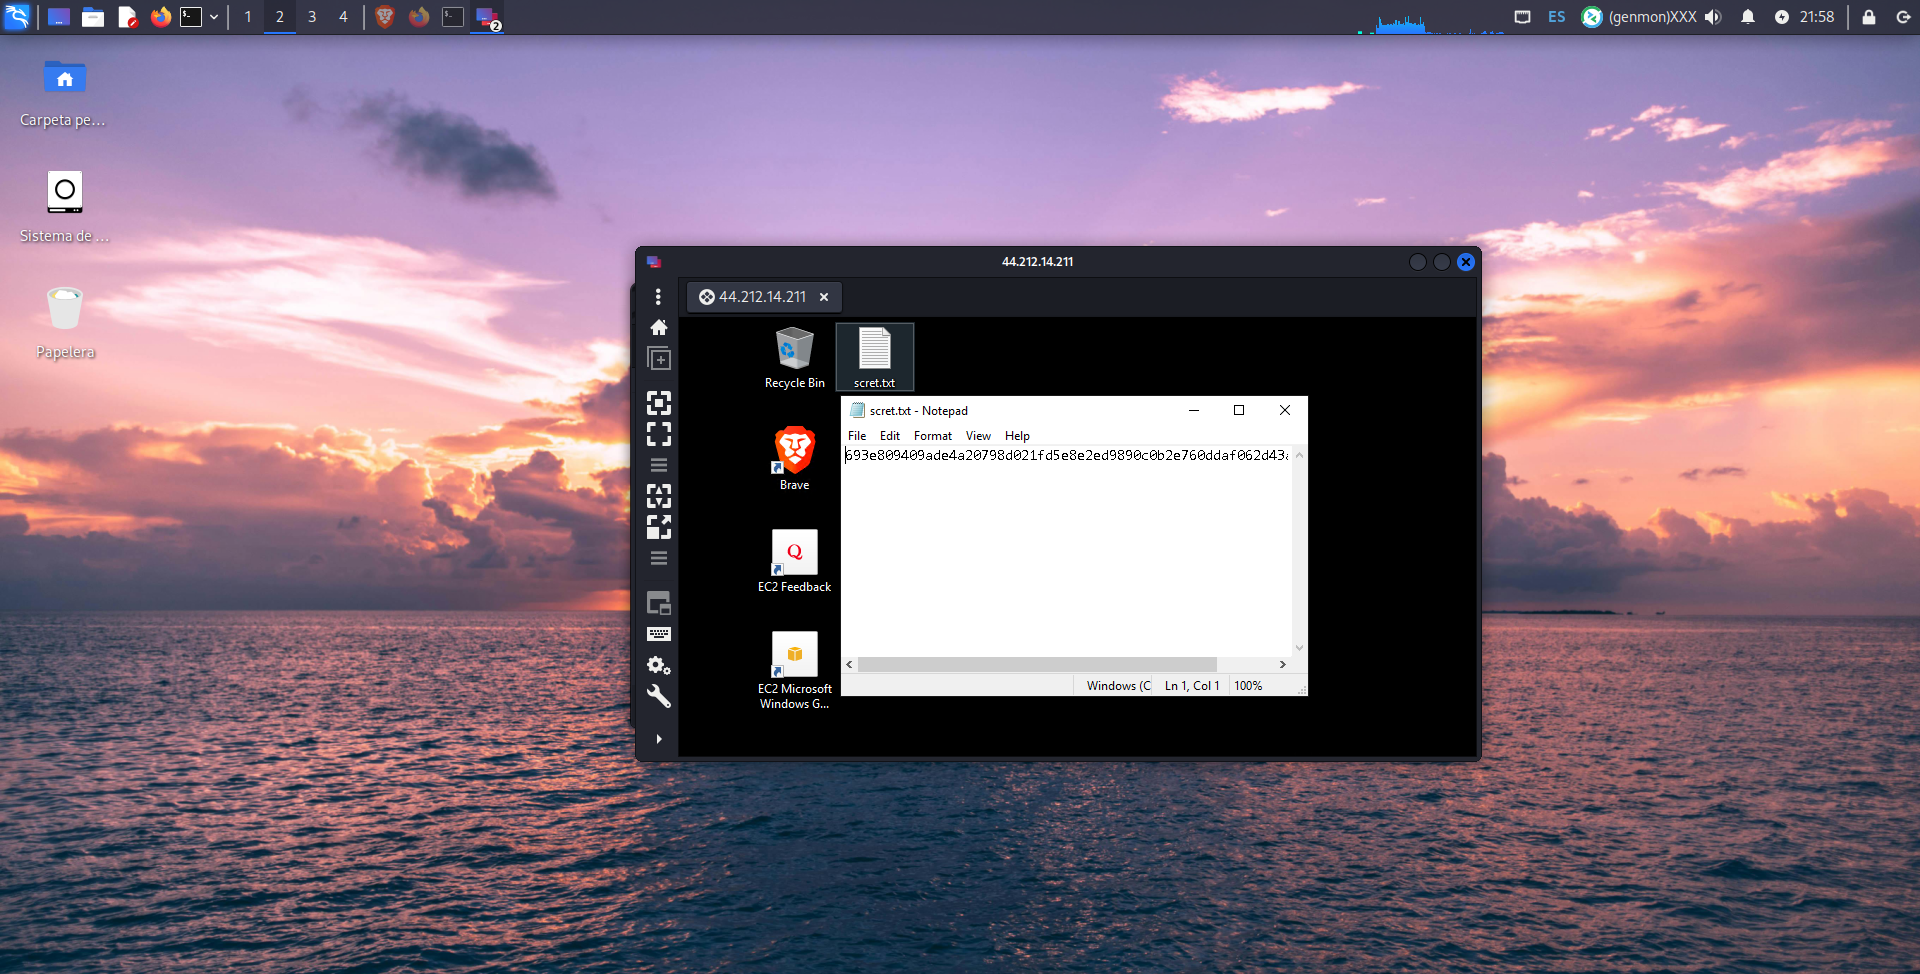 1 2 3 4
2
ES (genmon)XXX 21:58
Carpeta pe...
Sistema de ...
Papelera
44.212.14.211
44.212.14.211
Recycle Bin
scret.txt
Brave
EC2 Feedback
EC2 Microsoft
Windows G...
scret.txt - Notepad
File Edit Format View Help
693e809409ade4a20798d021fd5e8e2ed9890c0b2e760ddaf062d43
Windows (C Ln 1, Col 1 100%